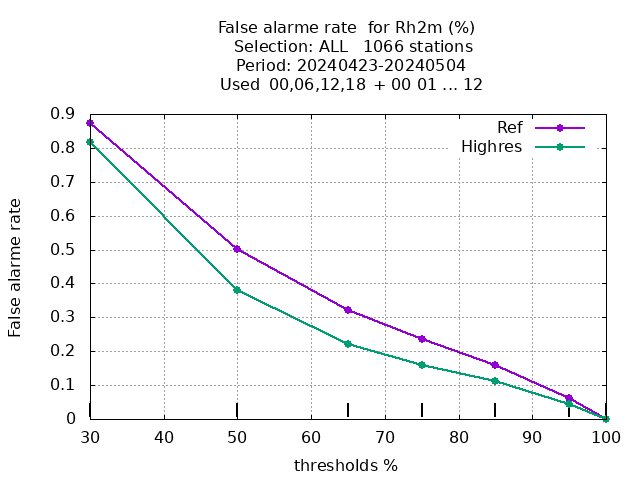 False alarme rate  for Rh2m (%)
Selection: ALL   1066 stations
Period: 20240423-20240504
Used  00,06,12,18  + 00 01 ... 12
Ref
Highres
False alarme rate
0.9
0.8
0.7
0.6
0.5
0.4
0.3
0.2
0.1
0
30 40 50 60 70 80 90 100
thresholds %